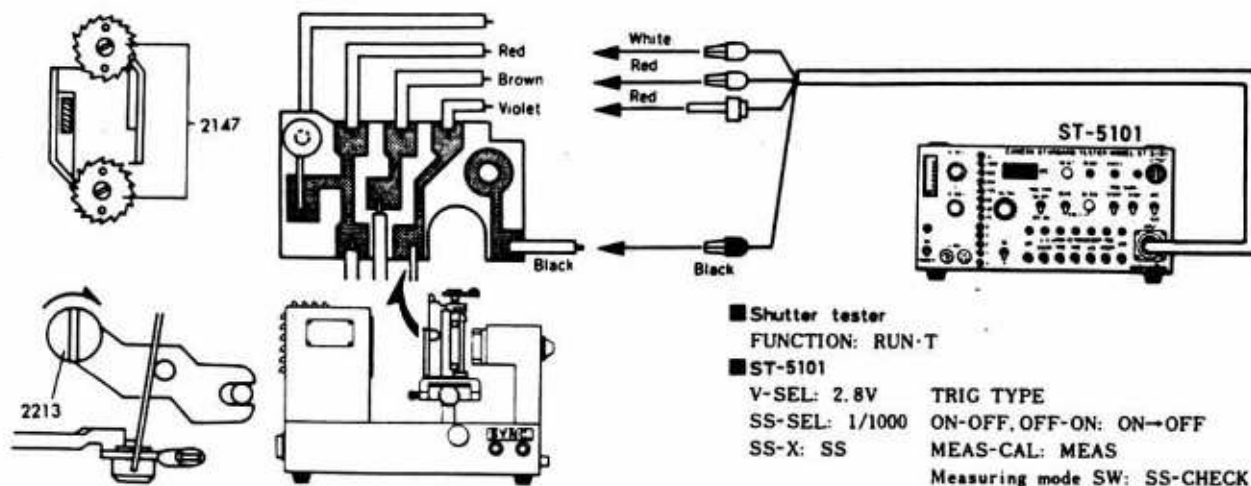 2147
Red
Brown
Violet
Black
White
Red
Red
Black
ST-5101
2213
SYNC
■ Shutter tester
FUNCTION: RUN·T
■ ST-5101
V-SEL: 2.8V TRIG TYPE
SS-SEL: 1/1000 ON-OFF, OFF-ON: ON→OFF
SS-X: SS MEAS-CAL: MEAS
Measuring mode SW: SS-CHECK